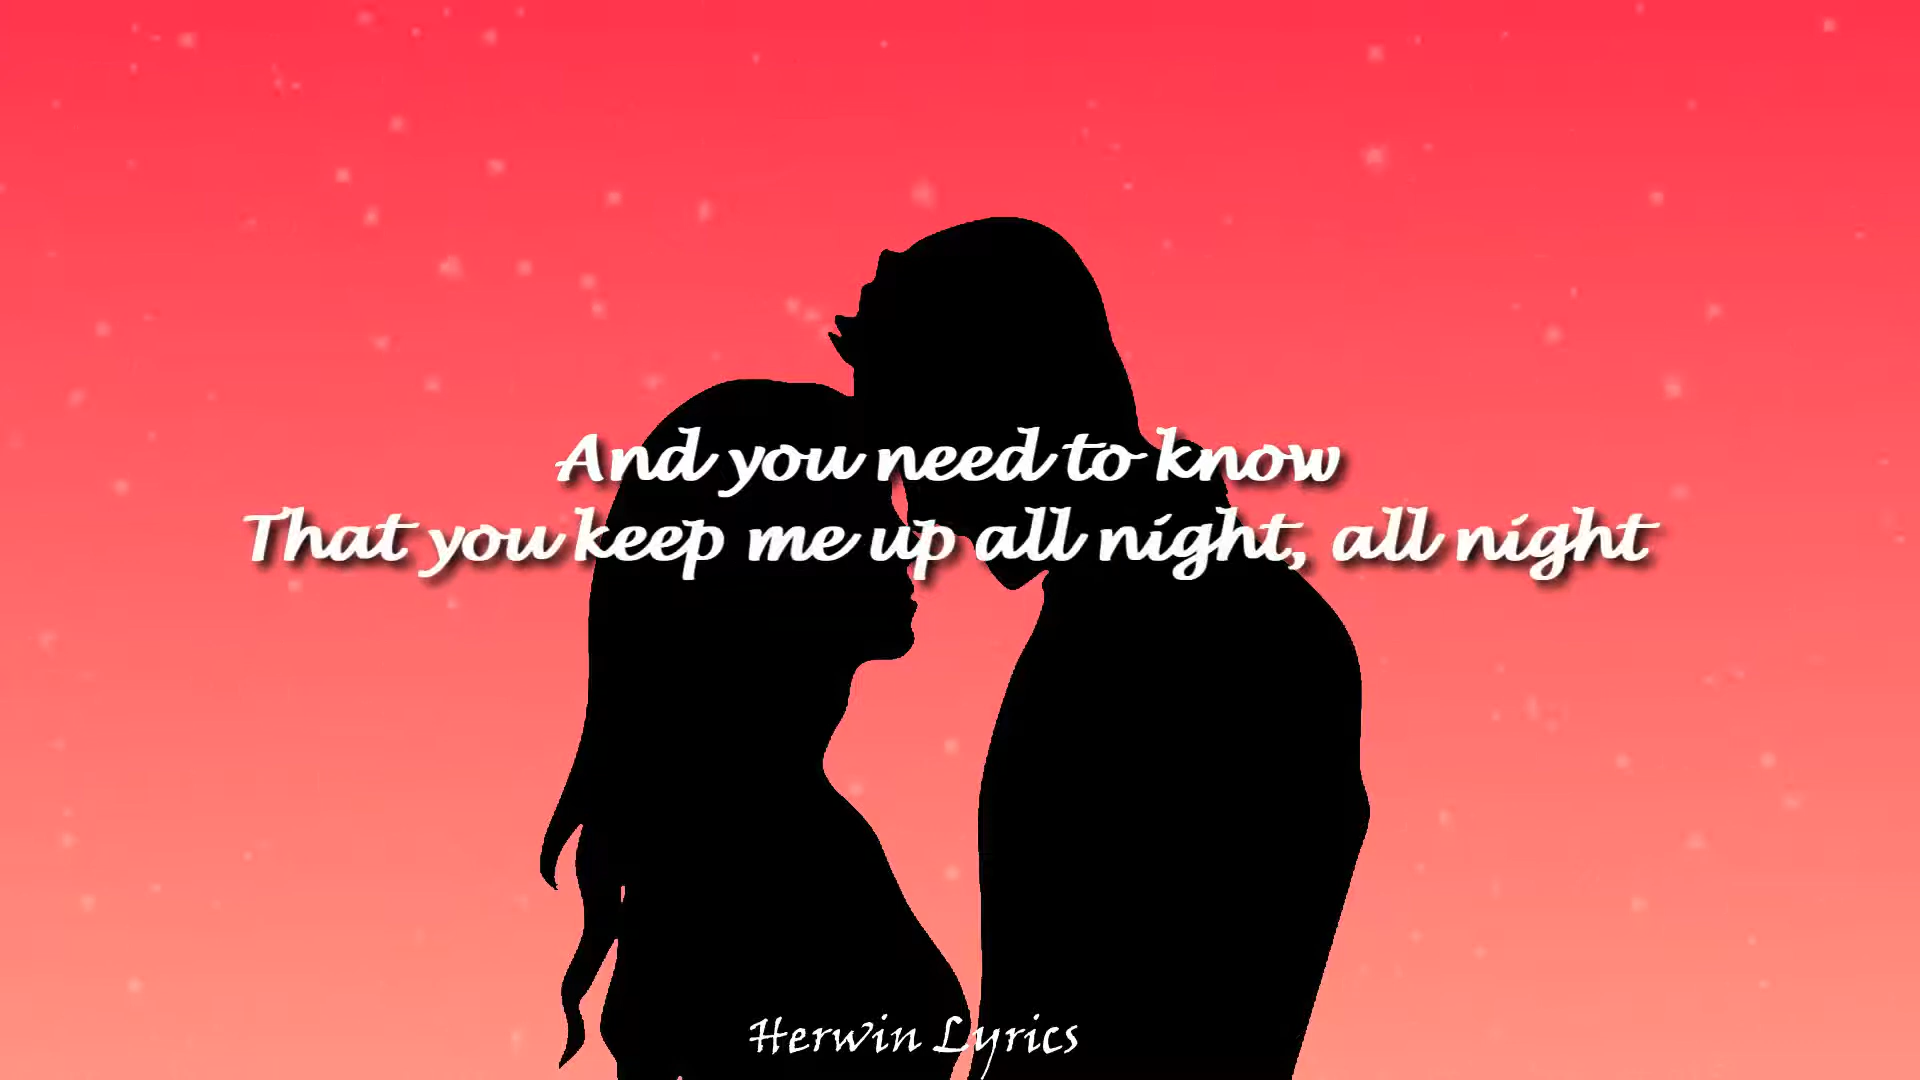 And you need to know
That you keep me up all night, all night
Herwin Lyrics